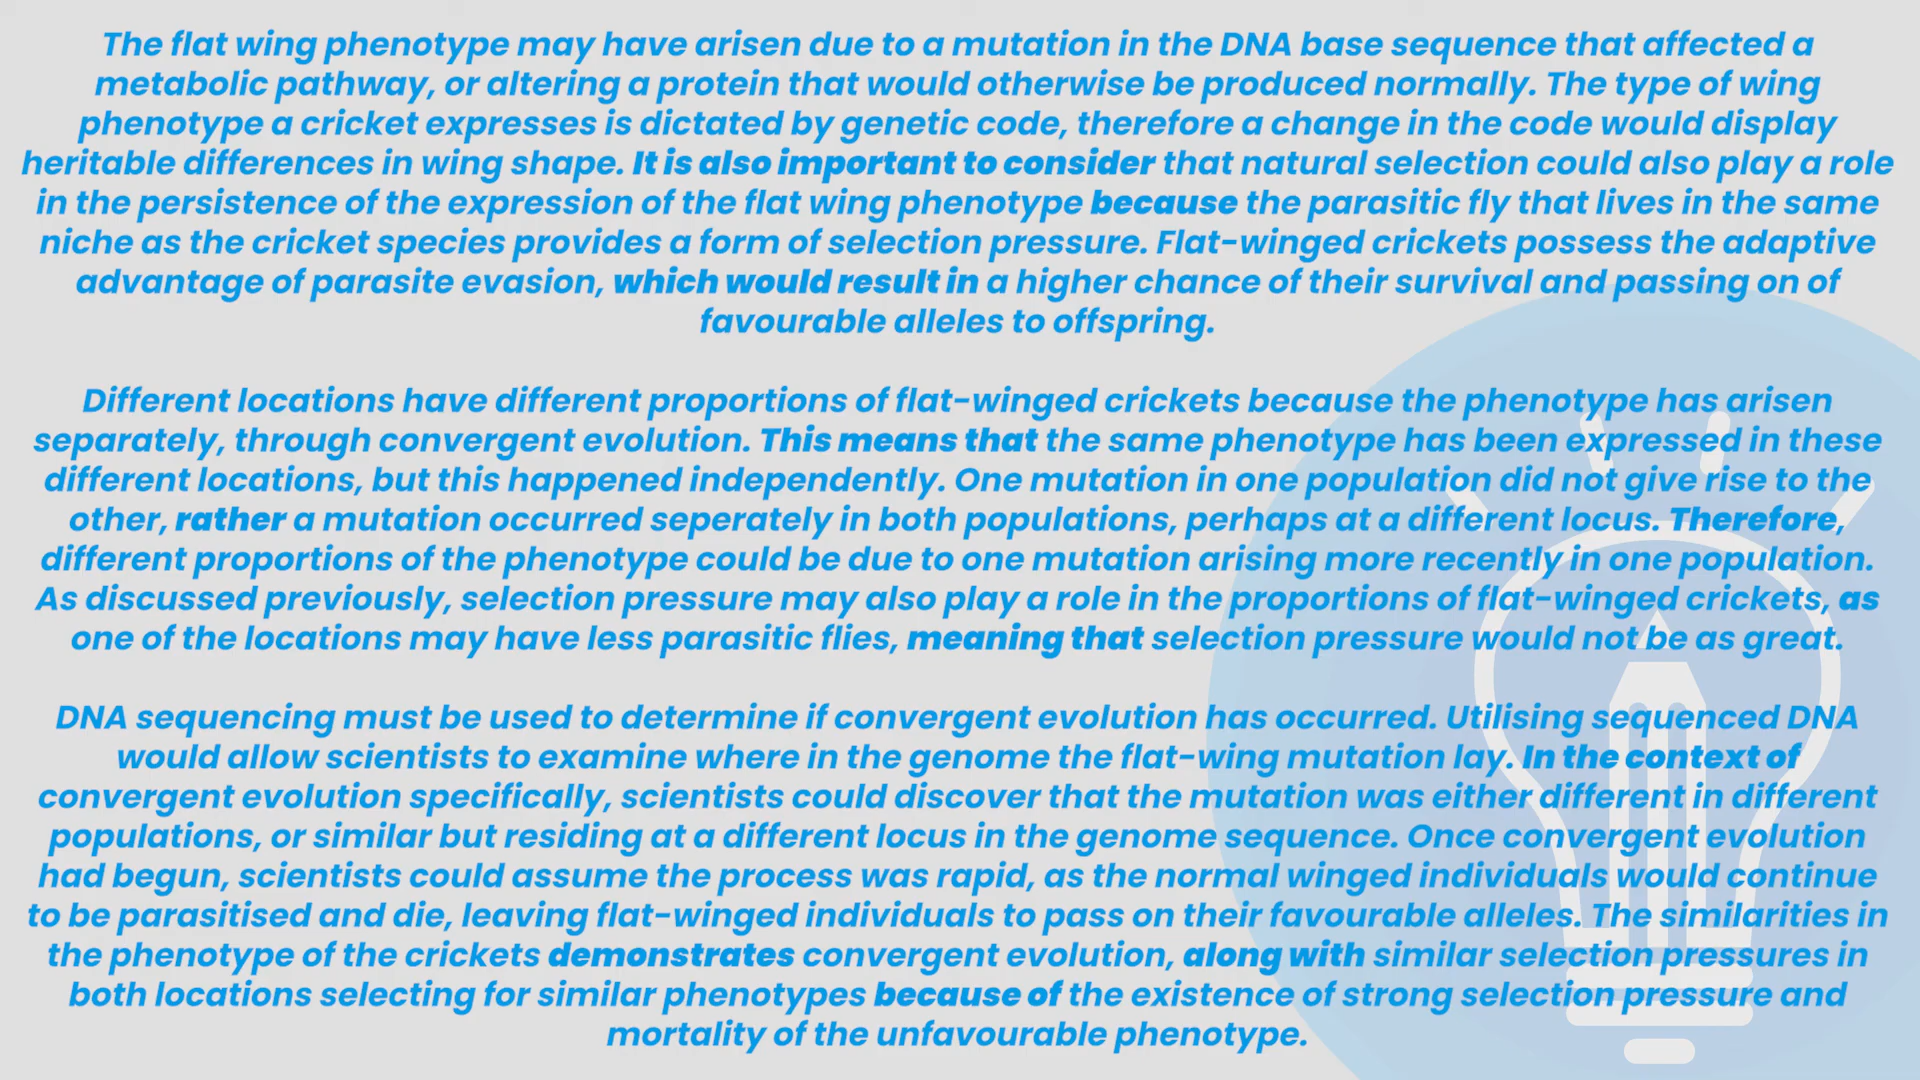 The flat wing phenotype may have arisen due to a mutation in the DNA base sequence that affected a
metabolic pathway, or altering a protein that would otherwise be produced normally. The type of wing
phenotype a cricket expresses is dictated by genetic code, therefore a change in the code would display
heritable differences in wing shape. It is also important to consider that natural selection could also play a role
in the persistence of the expression of the flat wing phenotype because the parasitic fly that lives in the same
niche as the cricket species provides a form of selection pressure. Flat-winged crickets possess the adaptive
advantage of parasite evasion, which would result in a higher chance of their survival and passing on of
favourable alleles to offspring.
Different locations have different proportions of flat-winged crickets because the phenotype has arisen
separately, through convergent evolution. This means that the same phenotype has been expressed in these
different locations, but this happened independently. One mutation in one population did not give rise to the
other, rather a mutation occurred seperately in both populations, perhaps at a different locus. Therefore,
different proportions of the phenotype could be due to one mutation arising more recently in one population.
As discussed previously, selection pressure may also play a role in the proportions of flat-winged crickets, as
one of the locations may have less parasitic flies, meaning that selection pressure would not be as great.
DNA sequencing must be used to determine if convergent evolution has occurred. Utilising sequenced DNA
would allow scientists to examine where in the genome the flat-wing mutation lay. In the context of
convergent evolution specifically, scientists could discover that the mutation was either different in different
populations, or similar but residing at a different locus in the genome sequence. Once convergent evolution
had begun, scientists could assume the process was rapid, as the normal winged individuals would continue
to be parasitised and die, leaving flat-winged individuals to pass on their favourable alleles. The similarities in
the phenotype of the crickets demonstrates convergent evolution, along with similar selection pressures in
both locations selecting for similar phenotypes because of the existence of strong selection pressure and
mortality of the unfavourable phenotype.